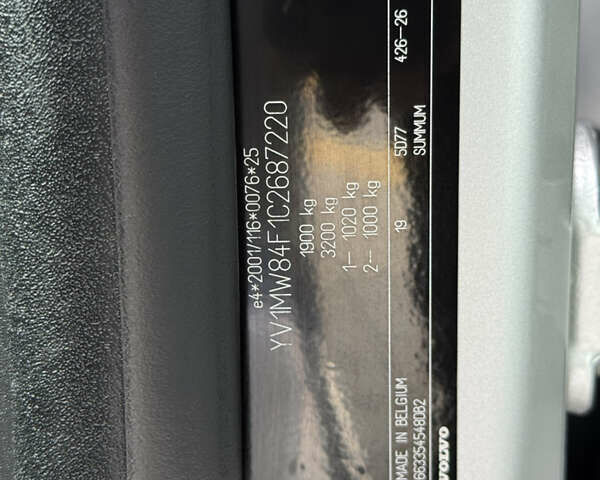 e4*2001/116*0076*25
YV1MW84F1C2687220
1900 kg
3200 kg
1-- 1020 kg
2-- 1000 kg
19 5D77 426-26
SUMMUM
MADE IN BELGIUM
663354548082
VOLVO